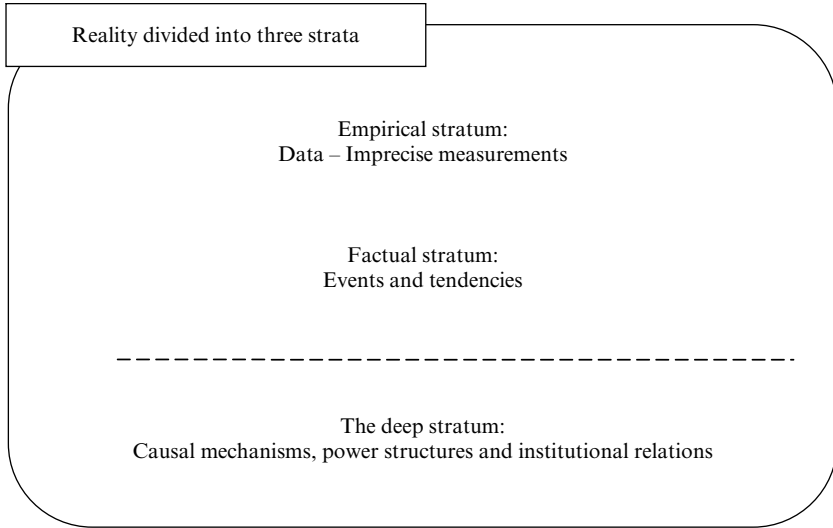 Reality divided into three strata
Empirical stratum:
Data – Imprecise measurements
Factual stratum:
Events and tendencies
The deep stratum:
Causal mechanisms, power structures and institutional relations